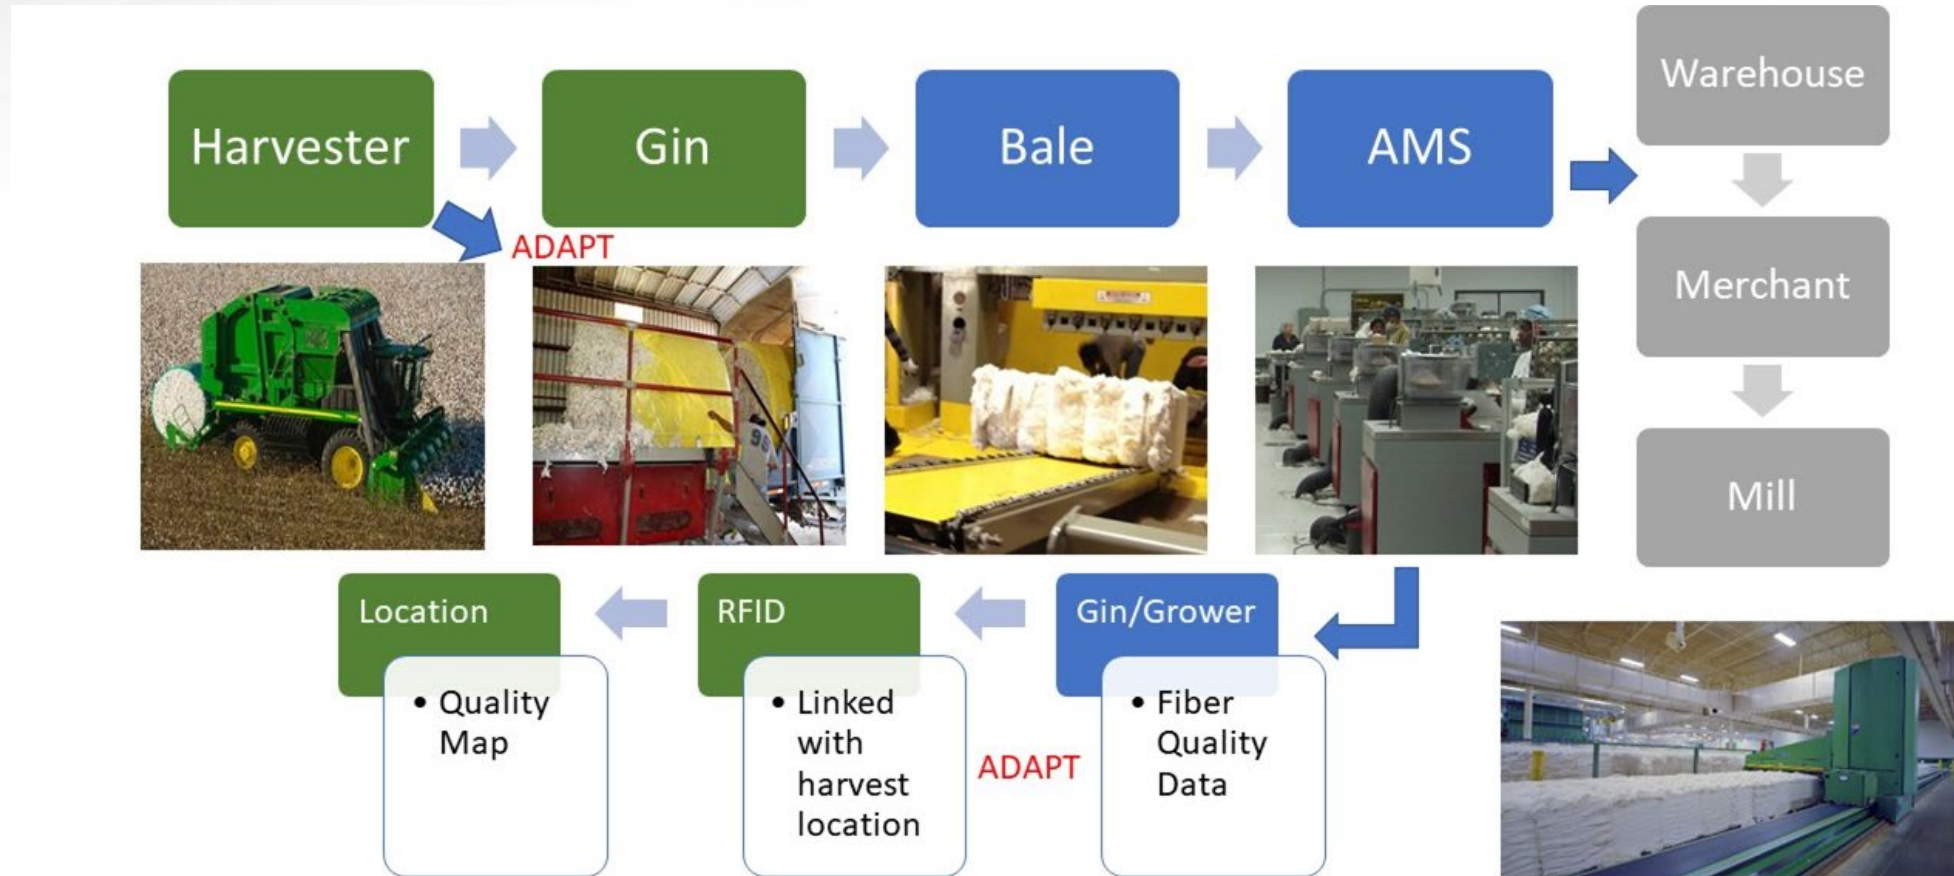 Harvester
Gin
Bale
AMS
Warehouse
Merchant
Mill
ADAPT
Location
• Quality
Map
RFID
• Linked
with
harvest
location
ADAPT
Gin/Grower
• Fiber
Quality
Data